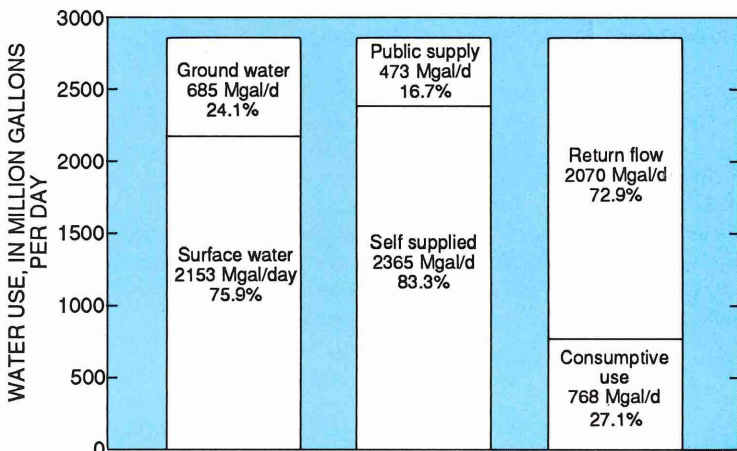 WATER USE, IN MILLION GALLONS
PER DAY
3000
2500
2000
1500
1000
500
0
Ground water
685 Mgal/d
24.1%
Surface water
2153 Mgal/day
75.9%
Public supply
473 Mgal/d
16.7%
Self supplied
2365 Mgal/d
83.3%
Return flow
2070 Mgal/d
72.9%
Consumptive
use
768 Mgal/d
27.1%